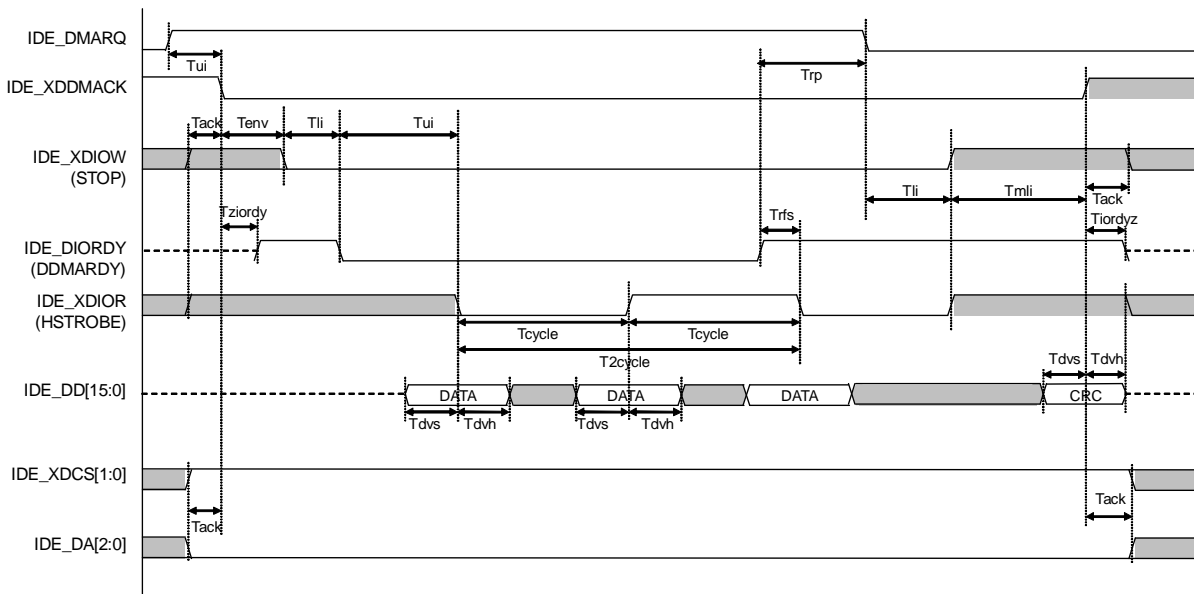 IDE_DMARQ
Tui
Trp
IDE_XDDMACK
Tack Tenv Tli Tui
IDE_XDIOW
(STOP)
Tli Tmli Tack
Tziordy Trfs Tiordyz
IDE_DIORDY
(DDMARDY)
IDE_XDIOR
(HSTROBE)
Tcycle Tcycle
T2cycle
Tdvs Tdvh
IDE_DD[15:0]
DATA DATA DATA CRC
Tdvs Tdvh Tdvs Tdvh
IDE_XDCS[1:0]
Tack Tack
IDE_DA[2:0]